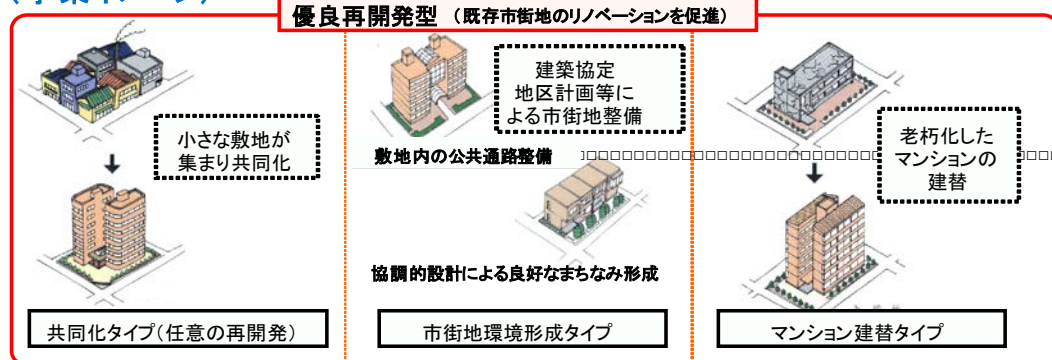 優良再開発型 (既存市街地のリノベーションを促進)
小さな敷地が
集まり共同化
共同化タイプ(任意の再開発)
建築協定
地区計画等に
よる市街地整備
敷地内の公共通路整備
協調的設計による良好なまちなみ形成
市街地環境形成タイプ
老朽化した
マンションの
建替
マンション建替タイプ